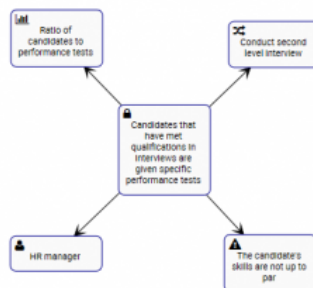 Ratio of
candidates to
performance tests
Conduct second
level interview
Candidates that
have met
qualifications in
interviews are
given specific
performance tests
HR manager
The candidate's
skills are not up to
par